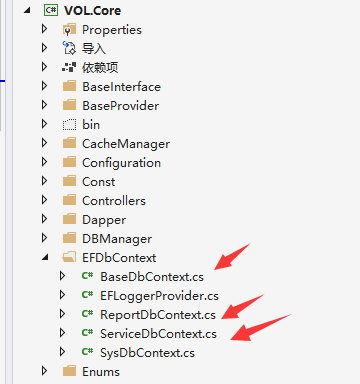 VOL.Core
Properties
导入
依赖项
BaseInterface
BaseProvider
bin
CacheManager
Configuration
Const
Controllers
Dapper
DBManager
EFDbContext
C# BaseDbContext.cs
C# EFLoggerProvider.cs
C# ReportDbContext.cs
C# ServiceDbContext.cs
C# SysDbContext.cs
Enums